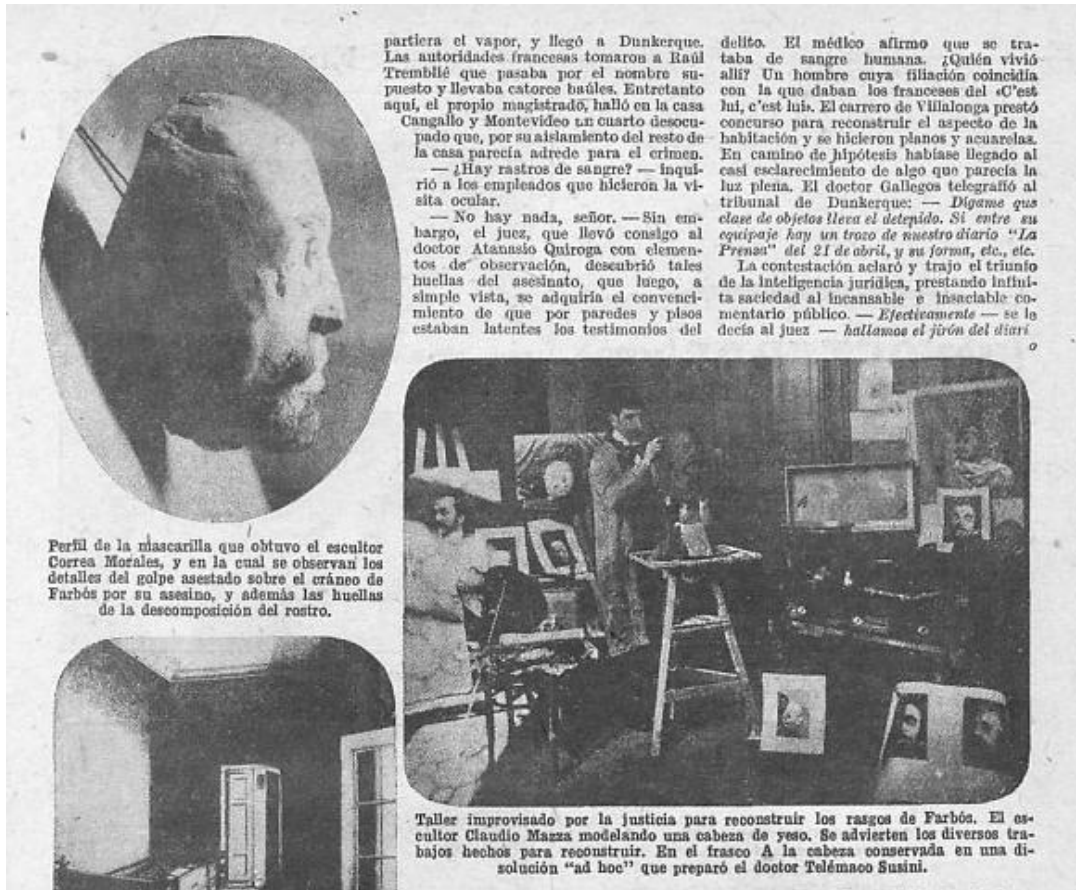 partiera el vapor, y llegó a Dunkerque.
Las autoridades francesas tomaron a Raúl
Tremblié que pasaba por el nombre su-
puesto y llevaba catorce baúles. Entretanto
aquí, el propio magistrado, halló en la casa
Cangallo y Montevideo un cuarto desocu-
pado que, por su aislamiento del resto de
la casa parecía adrede para el crimen.
— ¿Hay rastros de sangre? — inqui-
rió a los empleados que hicieron la vi-
sita ocular.
— No hay nada, señor. — Sin em-
bargo, el juez, que llevó consigo al
doctor Atanasio Quiroga con elemen-
tos de observación, descubrió tales
huellas del asesinato, que luego, a
simple vista, se adquiría el convenci-
miento de que por paredes y pisos
estaban latentes los testimonios del
delito. El médico afirmo que se tra-
taba de sangre humana. ¿Quién vivió
allí? Un hombre cuya filiación coincidía
con la que daban los franceses del «C'est
lui, c'est lui». El carrero de Villalonga prestó
concurso para reconstruir el aspecto de la
habitación y se hicieron planos y acuarelas.
En camino de hipótesis habíase llegado al
casi esclarecimiento de algo que parecía la
luz plena. El doctor Gallegos telegrafió al
tribunal de Dunkerque: — Dígame que
clase de objetos lleva el detenido. Si entre su
equipaje hay un trozo de nuestro diario "La
Prensa" del 21 de abril, y su forma, etc., etc.
La contestación aclaró y trajo el triunfo
de la inteligencia jurídica, prestando infini-
ta saciedad al incansable e insaciable co-
mentario público. — Efectivamente — se le
decía al juez — hallamos el jirón del diari
o
Perfil de la mascarilla que obtuvo el escultor
Correa Morales, y en la cual se observan los
detalles del golpe asestado sobre el cráneo de
Farbós por su asesino, y además las huellas
de la descomposición del rostro.
Taller improvisado por la justicia para reconstruir los rasgos de Farbós. El es-
cultor Claudio Mazza modelando una cabeza de yeso. Se advierten los diversos tra-
bajos hechos para reconstruir. En el frasco A la cabeza conservada en una di-
solución "ad hoc" que preparó el doctor Telémaco Susini.